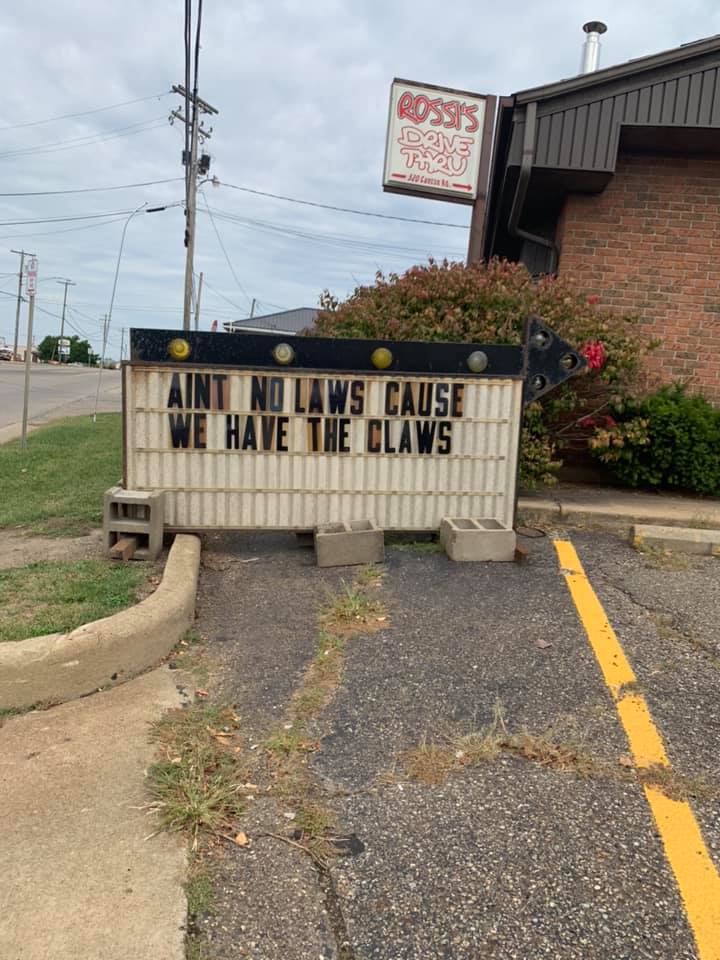 ROSSI'S
DRIVE
THRU
AINT NO LAWS CAUSE
WE HAVE THE CLAWS